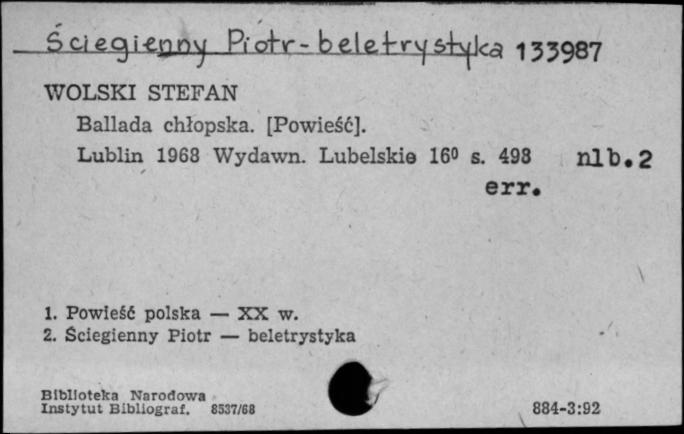 Ściegienny Piotr - beletrystyka 133987
WOLSKI STEFAN
Ballada chłopska. [Powieść].
Lublin 1968 Wydawn. Lubelskie 16⁰ s. 498 nlb. 2
err.
1. Powieść polska — XX w.
2. Ściegienny Piotr — beletrystyka
Biblioteka Narodowa
Instytut Bibliograf. 8537/68
884-3:92